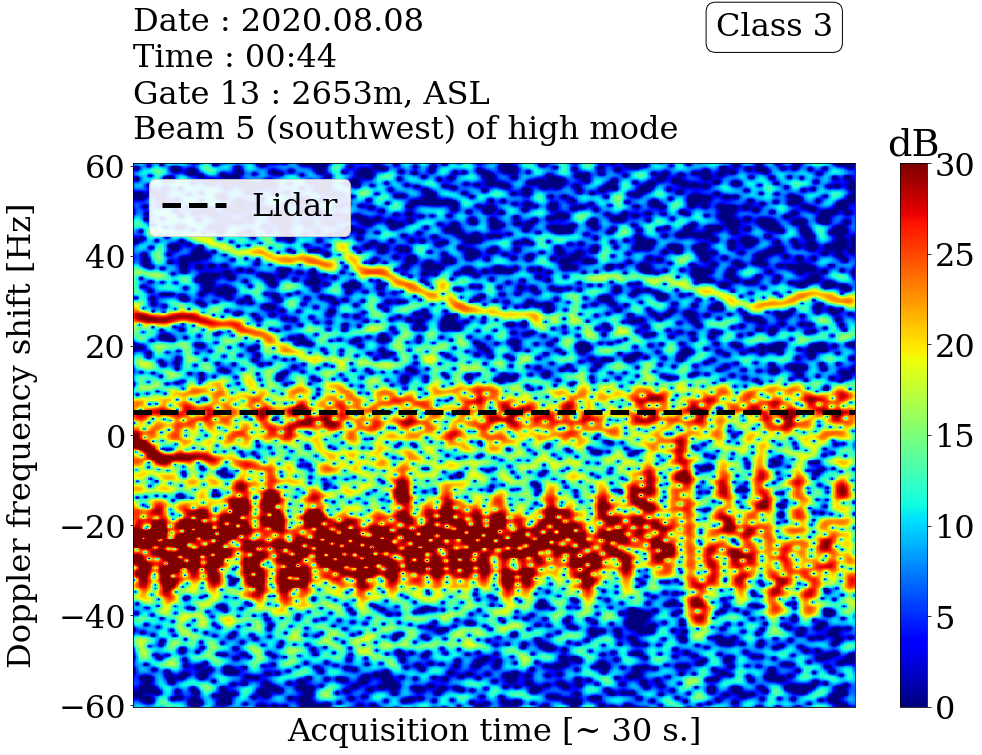 Date : 2020.08.08
Time : 00:44
Gate 13 : 2653m, ASL
Beam 5 (southwest) of high mode
Class 3
dB
Lidar
60
40
20
0
−20
−40
−60
Doppler frequency shift [Hz]
Acquisition time [~ 30 s.]
30
25
20
15
10
5
0